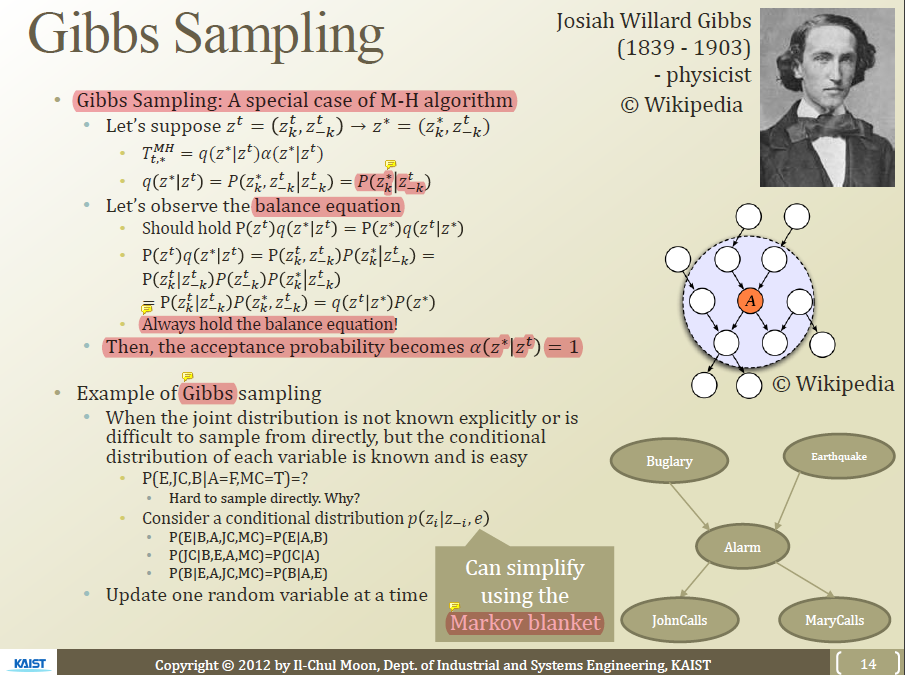 Gibbs Sampling
Josiah Willard Gibbs
(1839 - 1903)
- physicist
© Wikipedia
• Gibbs Sampling: A special case of M-H algorithm
• Let's suppose $z^t = (z_k^t, z_{-k}^t) \rightarrow z^* = (z_k^*, z_{-k}^t)$
• $T_{t,*}^{MH} = q(z^*|z^t)\alpha(z^*|z^t)$
• $q(z^*|z^t) = P(z_k^*, z_{-k}^t|z_{-k}^t) = P(z_k^*|z_{-k}^t)$
• Let's observe the balance equation
• Should hold $P(z^t)q(z^*|z^t) = P(z^*)q(z^t|z^*)$
• $P(z^t)q(z^*|z^t) = P(z_k^t, z_{-k}^t)P(z_k^*|z_{-k}^t) =$
$P(z_k^t|z_{-k}^t)P(z_{-k}^t)P(z_k^*|z_{-k}^t)$
$= P(z_k^t|z_{-k}^t)P(z_k^*, z_{-k}^t) = q(z^t|z^*)P(z^*)$
• Always hold the balance equation!
• Then, the acceptance probability becomes $\alpha(z^*|z^t) = 1$
• Example of Gibbs sampling
• When the joint distribution is not known explicitly or is
difficult to sample from directly, but the conditional
distribution of each variable is known and is easy
• P(E,JC,B|A=F,MC=T)=?
• Hard to sample directly. Why?
• Consider a conditional distribution $p(z_i|z_{-i}, e)$
• P(E|B,A,JC,MC)=P(E|A,B)
• P(JC|B,E,A,MC)=P(JC|A)
• P(B|E,A,JC,MC)=P(B|A,E)
• Update one random variable at a time
Can simplify
using the
Markov blanket
A
© Wikipedia
Buglary
Earthquake
Alarm
JohnCalls
MaryCalls
KAIST
Copyright © 2012 by Il-Chul Moon, Dept. of Industrial and Systems Engineering, KAIST
14